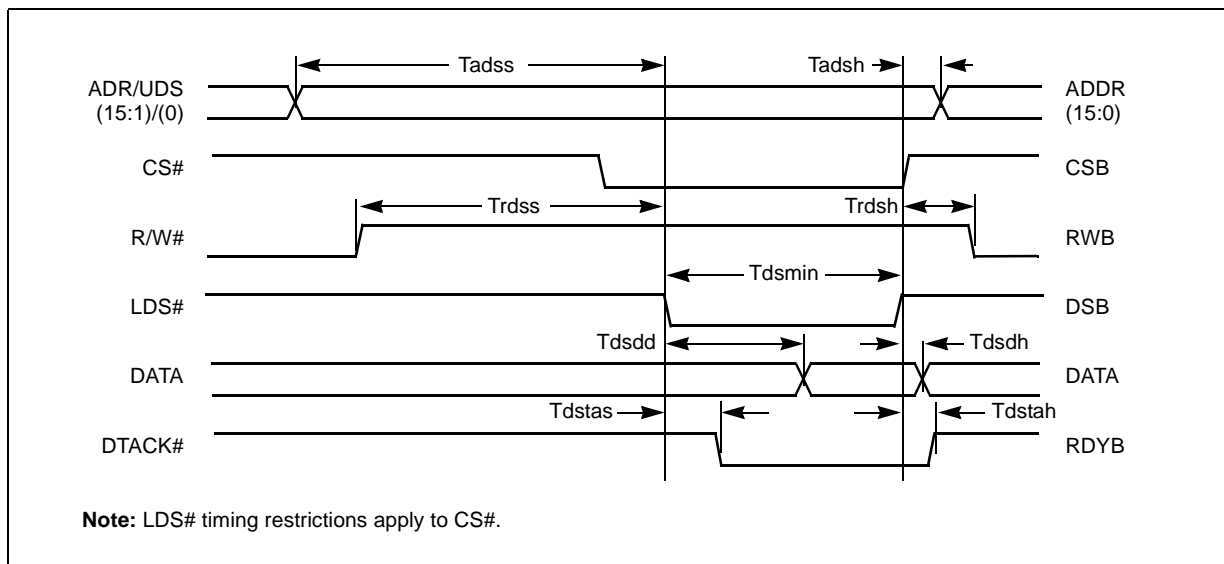 Tadss
Tadsh
ADR/UDS
(15:1)/(0)
ADDR
(15:0)
CS#
CSB
Trdss
Trdsh
R/W#
RWB
Tdsmin
LDS#
DSB
Tdsdd
Tdsdh
DATA
DATA
Tdstas
Tdstah
DTACK#
RDYB
Note: LDS# timing restrictions apply to CS#.